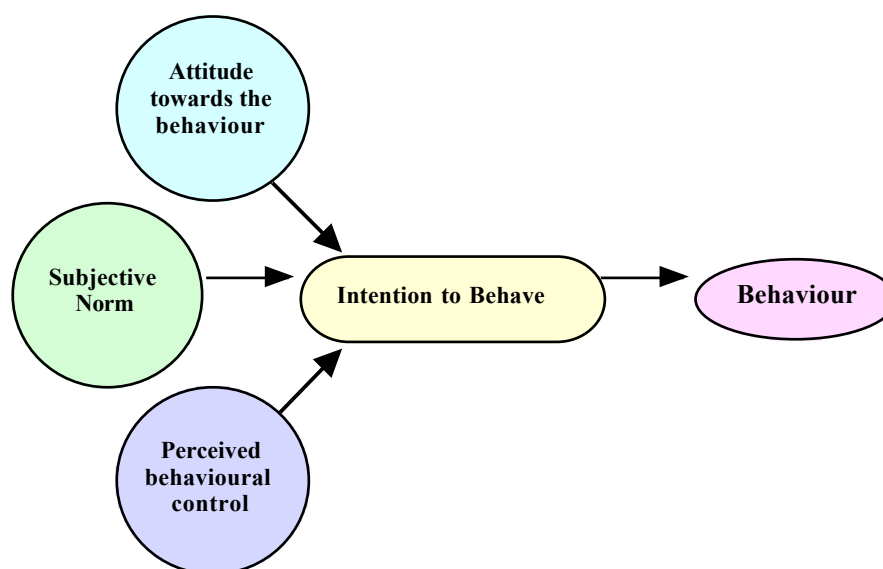 Attitude
towards the
behaviour
Subjective
Norm
Intention to Behave
Behaviour
Perceived
behavioural
control